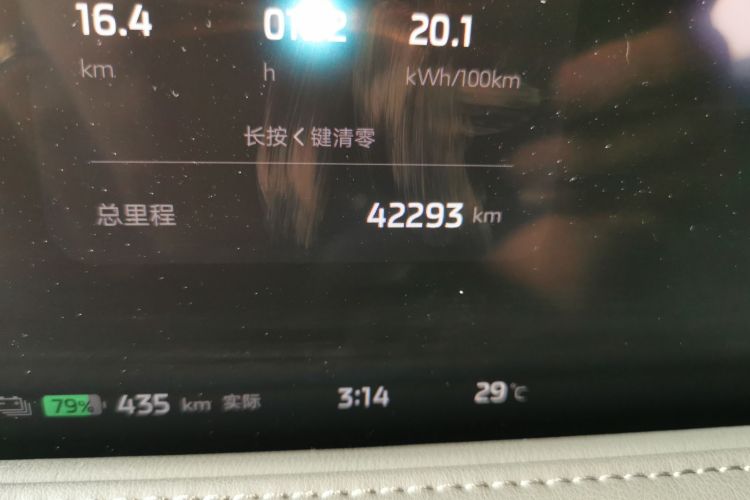 16.4 20.1
km h kWh/100km
长按く键清零
总里程 42293 km
79% 435 km 实际 3:14 29℃